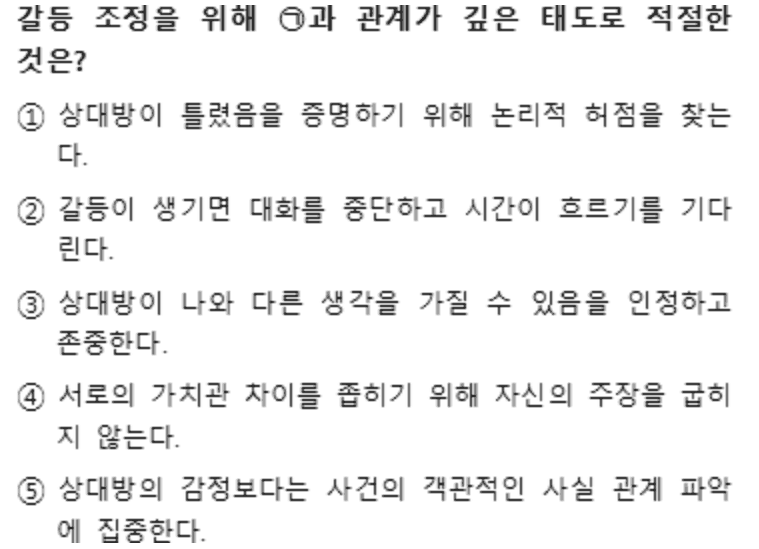 갈등 조정을 위해 ㉠과 관계가 깊은 태도로 적절한
것은?
① 상대방이 틀렸음을 증명하기 위해 논리적 허점을 찾는
다.
② 갈등이 생기면 대화를 중단하고 시간이 흐르기를 기다
린다.
③ 상대방이 나와 다른 생각을 가질 수 있음을 인정하고
존중한다.
④ 서로의 가치관 차이를 좁히기 위해 자신의 주장을 굽히
지 않는다.
⑤ 상대방의 감정보다는 사건의 객관적인 사실 관계 파악
에 집중한다.